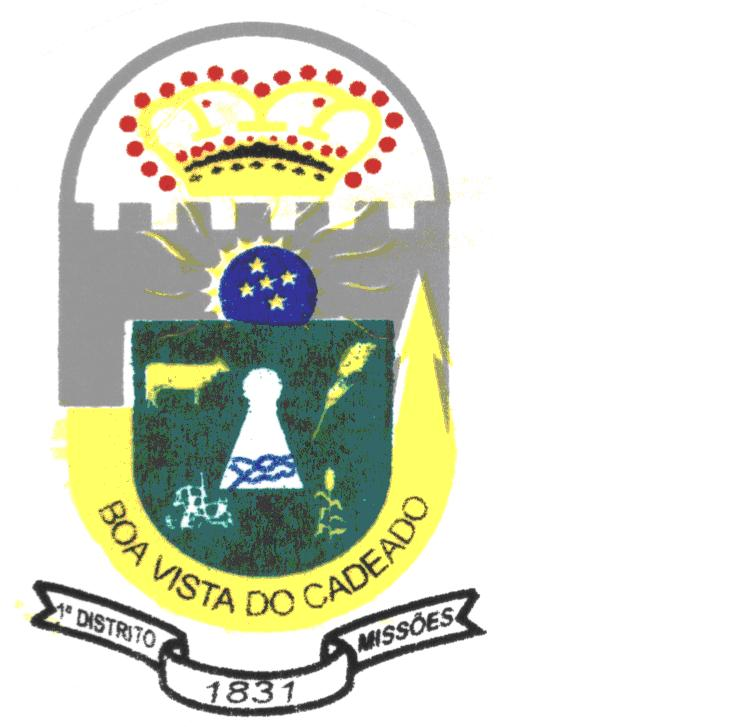 BOA VISTA DO CADEADO
1º DISTRITO
1831
MISSÕES